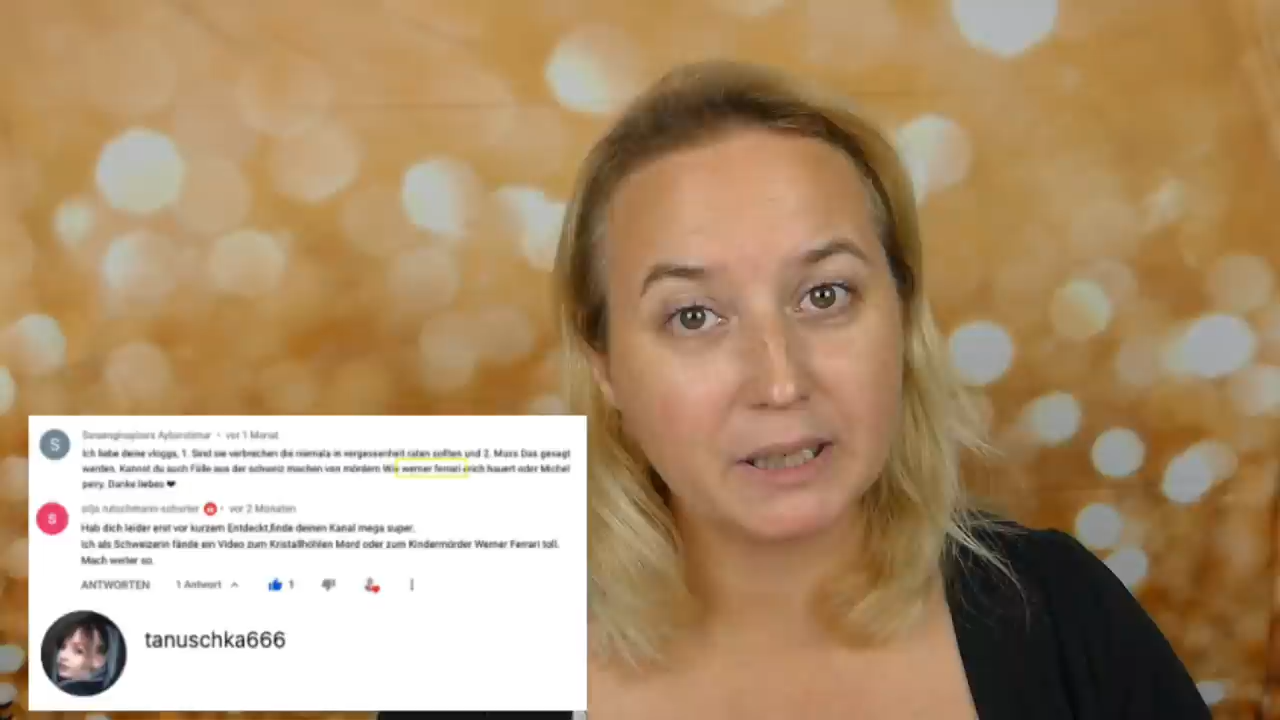 S
vor 1 Monat
Ich liebe deine vloggs, 1. Sind sie verbrechen die niemals in vergessenheit raten sollten und 2. Muss Das gesagt
werden. Kannst du auch Fälle aus der schweiz machen von mördern Wie werner ferrari erich hauert oder Michel
peiry. Danke liebes ❤
S
vor 2 Monaten
Hab dich leider erst vor kurzem Entdeckt,finde deinen Kanal mega super.
Ich als Schweizerin fände ein Video zum Kristallhöhlen Mord oder zum Kindermörder Werner Ferrari toll.
Mach weiter so.
ANTWORTEN 1 Antwort 1
tanuschka666